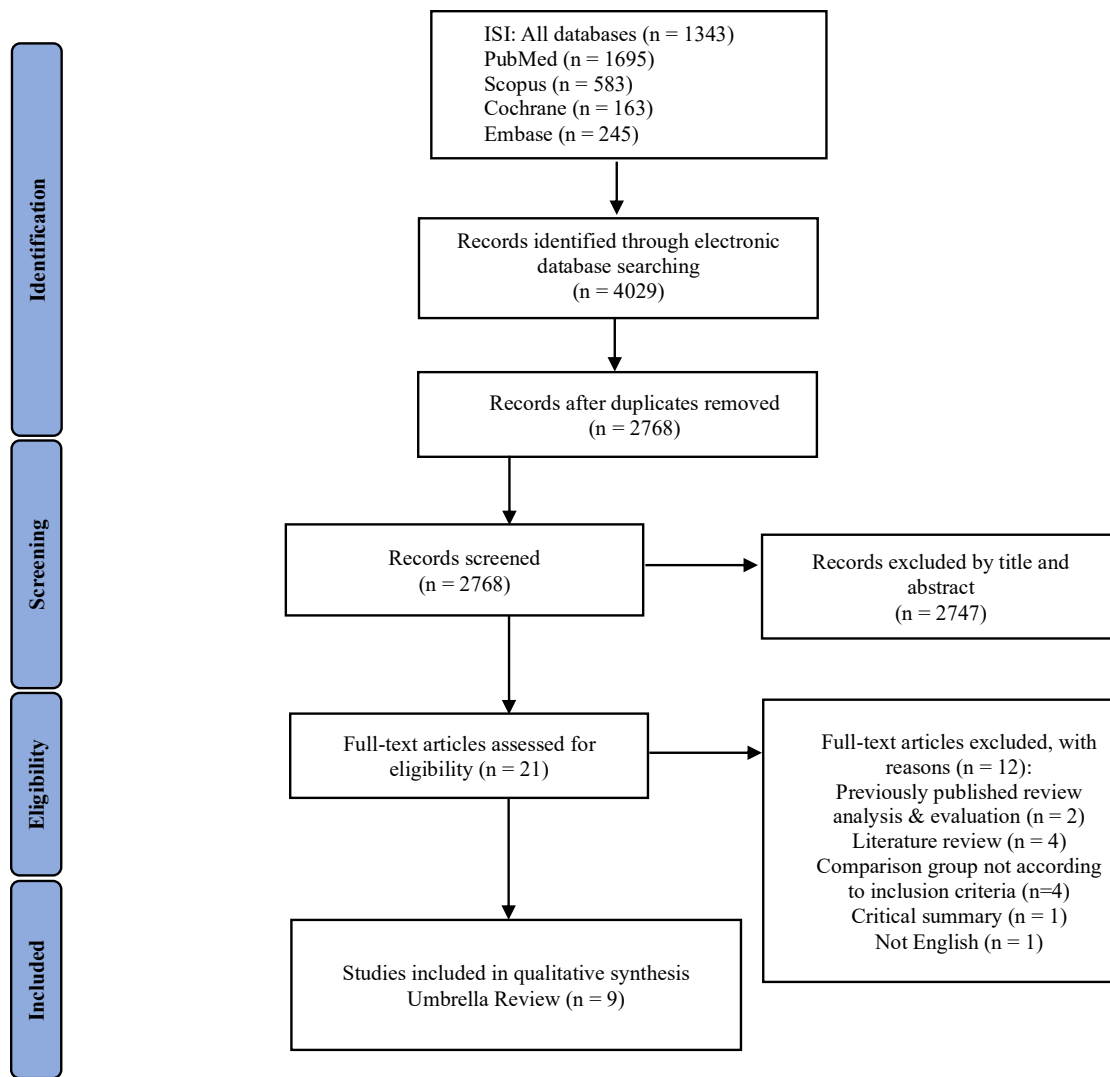 ISI: All databases (n = 1343)
PubMed (n = 1695)
Scopus (n = 583)
Cochrane (n = 163)
Embase (n = 245)
Identification
Records identified through electronic
database searching
(n = 4029)
Records after duplicates removed
(n = 2768)
Screening
Records screened
(n = 2768)
Records excluded by title and
abstract
(n = 2747)
Eligibility
Full-text articles assessed for
eligibility (n = 21)
Full-text articles excluded, with
reasons (n = 12):
Previously published review
analysis & evaluation (n = 2)
Literature review (n = 4)
Comparison group not according
to inclusion criteria (n=4)
Critical summary (n = 1)
Not English (n = 1)
Included
Studies included in qualitative synthesis
Umbrella Review (n = 9)